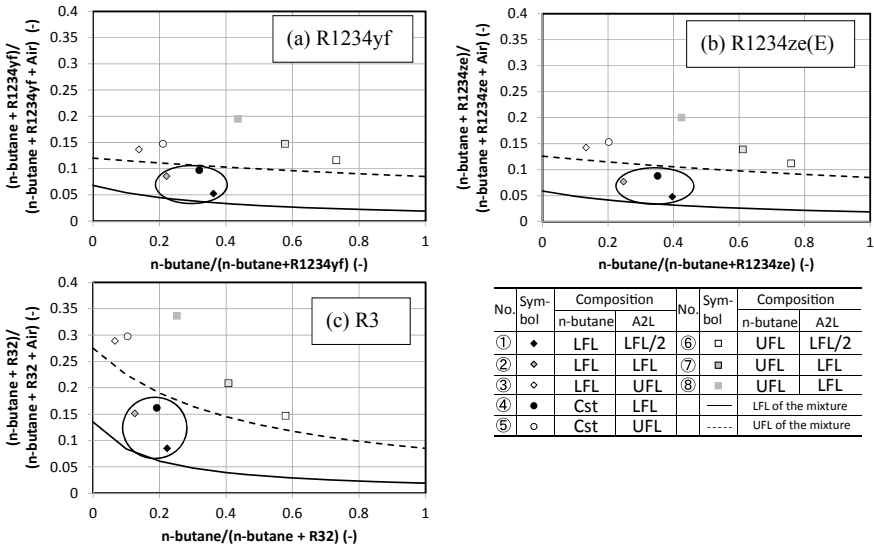 (a) R1234yf
(n-butane + R1234yf)/
(n-butane + R1234yf + Air) (-)
0.4
0.35
0.3
0.25
0.2
0.15
0.1
0.05
0
0 0.2 0.4 0.6 0.8 1
n-butane/(n-butane+R1234yf) (-)
(b) R1234ze(E)
(n-butane + R1234ze)/
(n-butane + R1234ze + Air) (-)
0.4
0.35
0.3
0.25
0.2
0.15
0.1
0.05
0
0 0.2 0.4 0.6 0.8 1
n-butane/(n-butane+R1234ze) (-)
(c) R3
(n-butane + R32)/
(n-butane + R32 + Air) (-)
0.4
0.35
0.3
0.25
0.2
0.15
0.1
0.05
0
0 0.2 0.4 0.6 0.8 1
n-butane/(n-butane + R32) (-)
No. Sym-bol Composition No. Sym-bol Composition
n-butane A2L n-butane A2L
① LFL LFL/2 ⑥ UFL LFL/2
② LFL LFL ⑦ UFL LFL
③ LFL UFL ⑧ UFL LFL
④ Cst LFL LFL of the mixture
⑤ Cst UFL UFL of the mixture